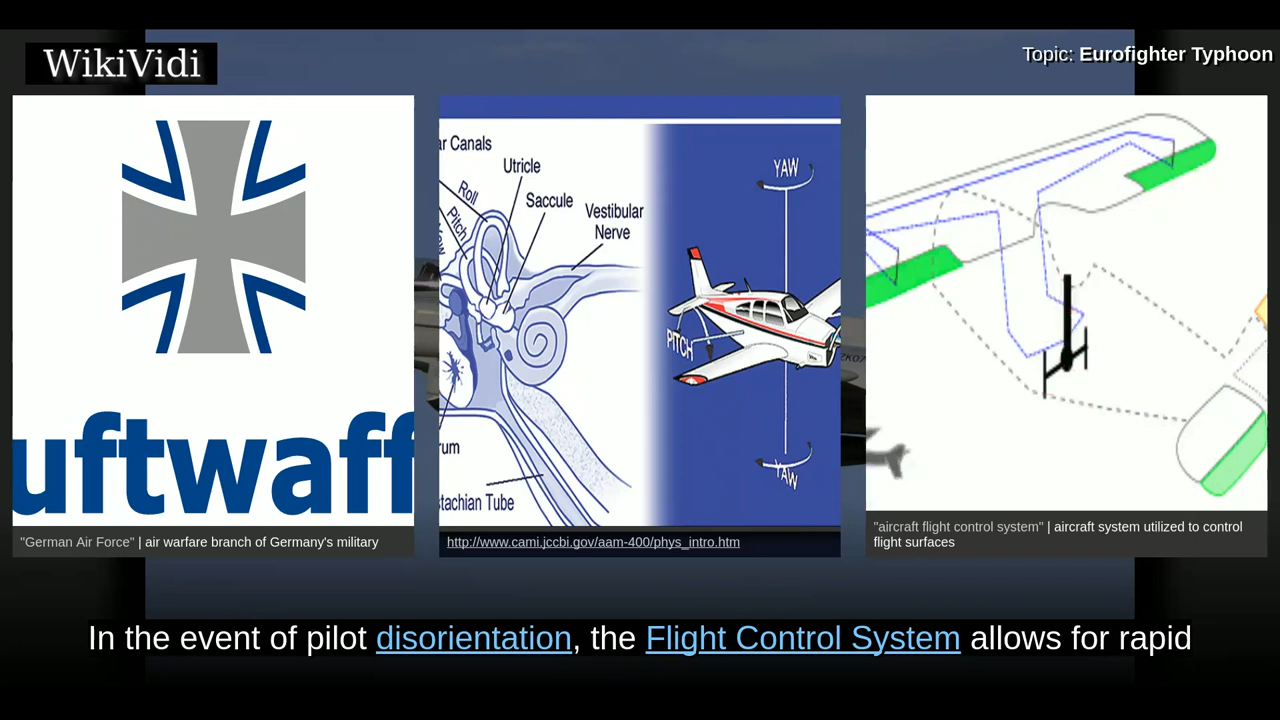 WikiVidi
Topic: Eurofighter Typhoon
uftwaff
"German Air Force" | air warfare branch of Germany's military
ar Canals
Utricle
Roll
Saccule
Pitch
Vestibular
Nerve
rum
stachian Tube
YAW
PITCH
YAW
http://www.cami.jccbi.gov/aam-400/phys_intro.htm
"aircraft flight control system" | aircraft system utilized to control
flight surfaces
In the event of pilot disorientation, the Flight Control System allows for rapid